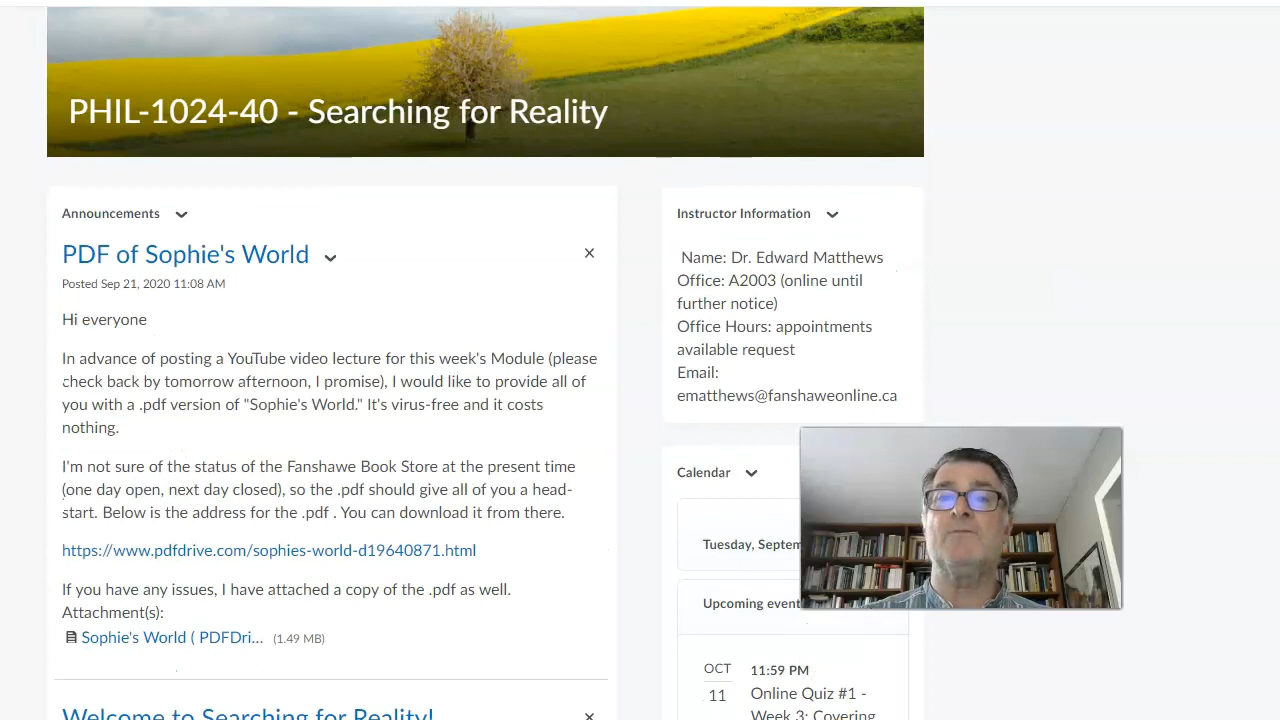 PHIL-1024-40 - Searching for Reality
Announcements
PDF of Sophie's World
Posted Sep 21, 2020 11:08 AM
Hi everyone
In advance of posting a YouTube video lecture for this week's Module (please
check back by tomorrow afternoon, I promise), I would like to provide all of
you with a .pdf version of "Sophie's World." It's virus-free and it costs
nothing.
I'm not sure of the status of the Fanshawe Book Store at the present time
(one day open, next day closed), so the .pdf should give all of you a head-
start. Below is the address for the .pdf . You can download it from there.
https://www.pdfdrive.com/sophies-world-d19640871.html
If you have any issues, I have attached a copy of the .pdf as well.
Attachment(s):
Sophie's World ( PDFDri... (1.49 MB)
Welcome to Searching for Reality!
Instructor Information
Name: Dr. Edward Matthews
Office: A2003 (online until
further notice)
Office Hours: appointments
available request
Email:
ematthews@fanshaweonline.ca
Calendar
Tuesday, Septem
Upcoming event
OCT
11
11:59 PM
Online Quiz #1 -
Week 3: Covering